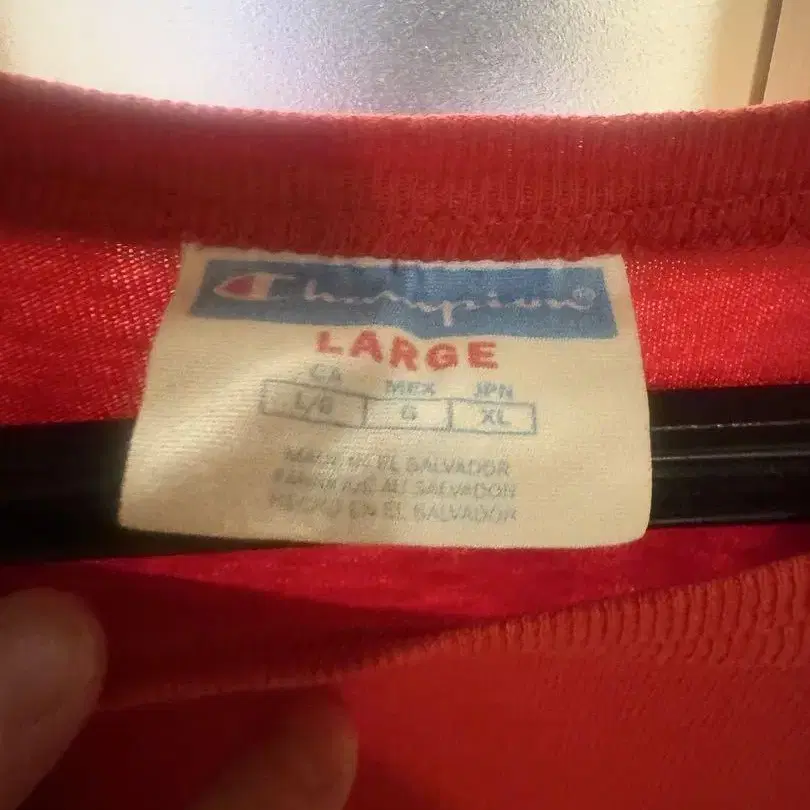 Champion®
LARGE
CA MEX JPN
L/G G XL
MADE IN EL SALVADOR
FABRIQUÉ AU SALVADOR
HECHO EN EL SALVADOR